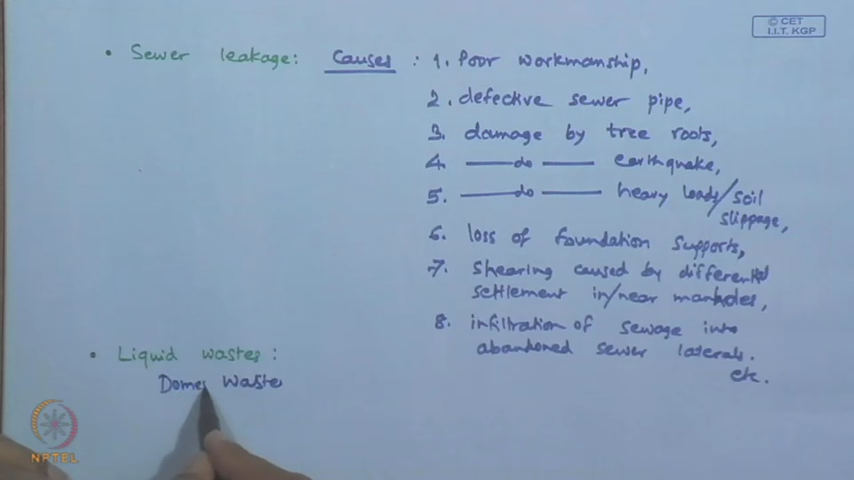 © CET
I.I.T. KGP
• Sewer leakage: Causes : 1. Poor workmanship,
2. defective sewer pipe,
3. damage by tree roots,
4. ——do—— earthquake,
5. ——do—— heavy loads/soil
slippage,
6. loss of foundation supports,
7. shearing caused by differential
settlement in/near manholes,
8. infiltration of sewage into
abandoned sewer laterals.
etc.
• Liquid wastes:
Domes Waste
NPTEL